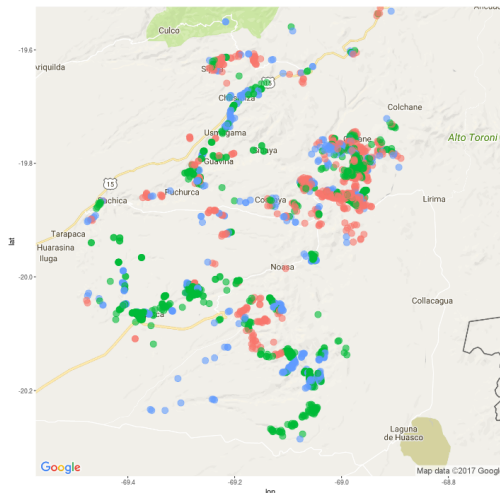 Culco
-19.6
Ariquilda
15
Colchane
Alto Toroni
Usmagama
-19.8
Guavina
15
Pachica
Puchurca
Lirima
Tarapaca
Huarasina
Iluga
lat
Noasa
-20.0
Collacagua
-20.2
Laguna
de Huasco
Google
Map data ©2017 Google
-69.4
-69.2
-69.0
-68.8
lon